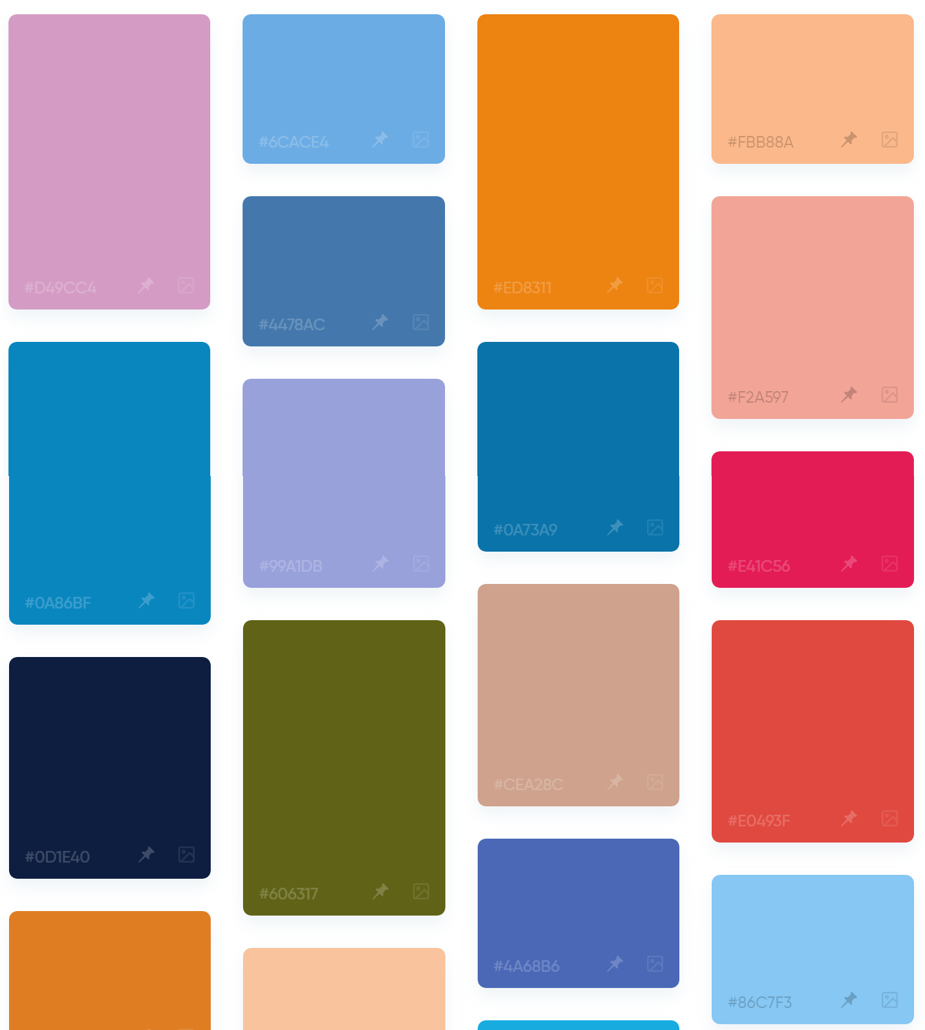 #D49CC4
#0A86BF
#0D1E40
#6CACE4
#4478AC
#99A1DB
#606317
#ED8311
#0A73A9
#CEA28C
#4A68B6
#FBB88A
#F2A597
#E41C56
#E0493F
#86C7F3